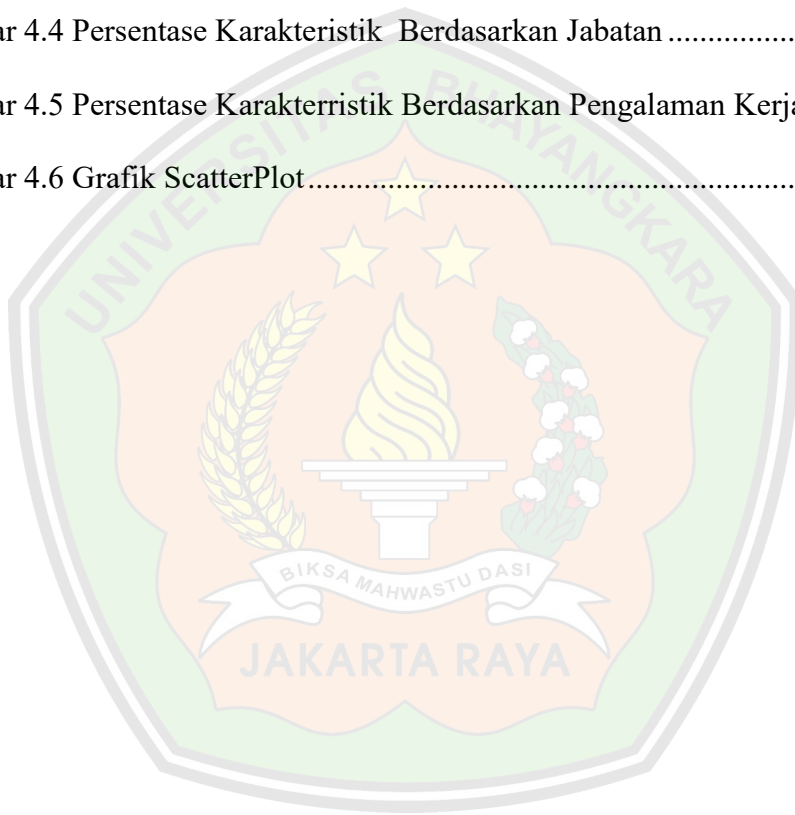 ar 4.4 Persentase Karakteristik Berdasarkan Jabatan ................
ar 4.5 Persentase Karakterristik Berdasarkan Pengalaman Kerja
ar 4.6 Grafik ScatterPlot.............................................................
UNIVERSITAS BHAYANGKARA
BIKSA MAHWASTU DASI
JAKARTA RAYA